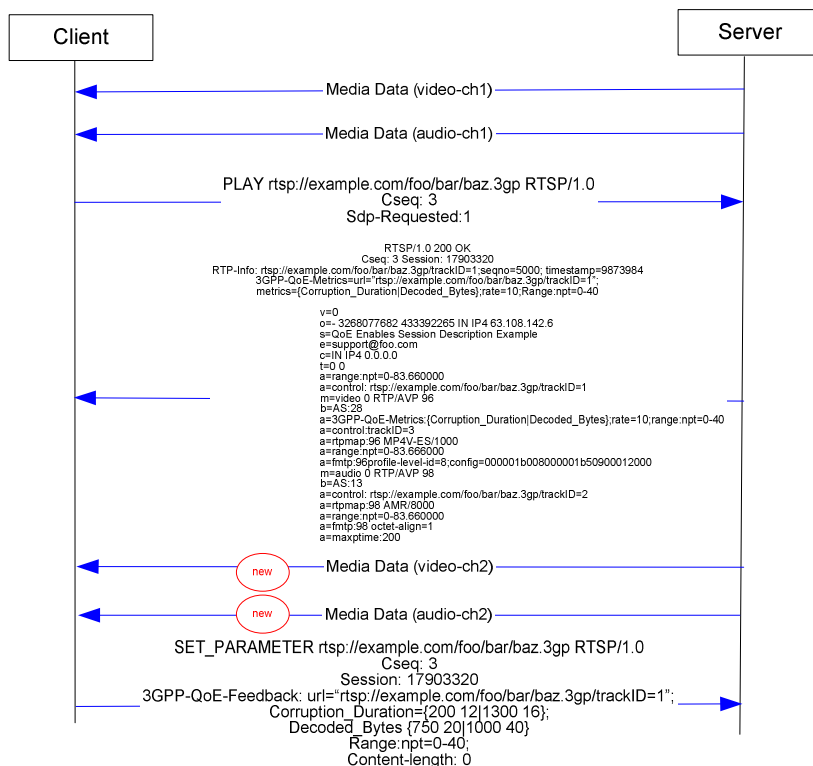 Client
Server
Media Data (video-ch1)
Media Data (audio-ch1)
PLAY rtsp://example.com/foo/bar/baz.3gp RTSP/1.0
Cseq: 3
Sdp-Requested:1
RTSP/1.0 200 OK
Cseq: 3 Session: 17903320
RTP-Info: rtsp://example.com/foo/bar/baz.3gp/trackID=1;seqno=5000; timestamp=9873984
3GPP-QoE-Metrics=url="rtsp://example.com/foo/bar/baz.3gp/trackID=1";
metrics={Corruption_Duration|Decoded_Bytes};rate=10;Range:npt=0-40
v=0
o=- 3268077682 433392265 IN IP4 63.108.142.6
s=QoE Enables Session Description Example
e=support@foo.com
c=IN IP4 0.0.0.0
t=0 0
a=range:npt=0-83.660000
a=control: rtsp://example.com/foo/bar/baz.3gp/trackID=1
m=video 0 RTP/AVP 96
b=AS:28
a=3GPP-QoE-Metrics:{Corruption_Duration|Decoded_Bytes};rate=10;range:npt=0-40
a=control:trackID=3
a=rtpmap:96 MP4V-ES/1000
a=range:npt=0-83.666000
a=fmtp:96profile-level-id=8;config=000001b008000001b50900012000
m=audio 0 RTP/AVP 98
b=AS:13
a=control: rtsp://example.com/foo/bar/baz.3gp/trackID=2
a=rtpmap:98 AMR/8000
a=range:npt=0-83.660000
a=fmtp:98 octet-align=1
a=maxptime:200
new
Media Data (video-ch2)
new
Media Data (audio-ch2)
SET_PARAMETER rtsp://example.com/foo/bar/baz.3gp RTSP/1.0
Cseq: 3
Session: 17903320
3GPP-QoE-Feedback: url=“rtsp://example.com/foo/bar/baz.3gp/trackID=1”;
Corruption_Duration={200 12|1300 16};
Decoded_Bytes {750 20|1000 40}
Range:npt=0-40;
Content-length: 0